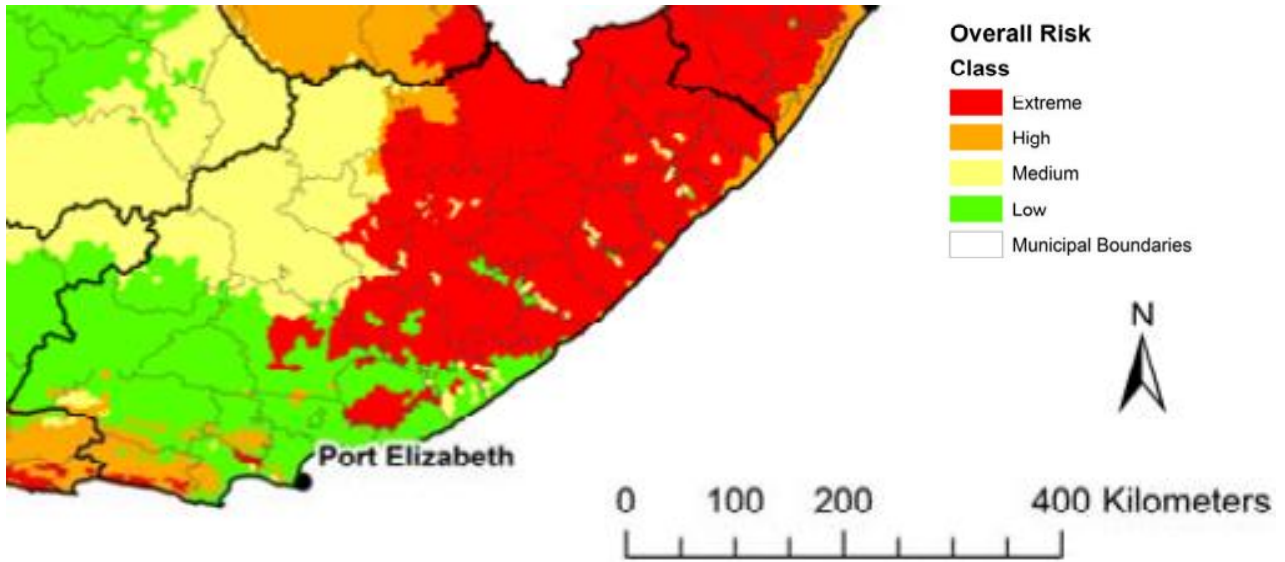 Overall Risk
Class
Extreme
High
Medium
Low
Municipal Boundaries
N
Port Elizabeth
0 100 200 400 Kilometers